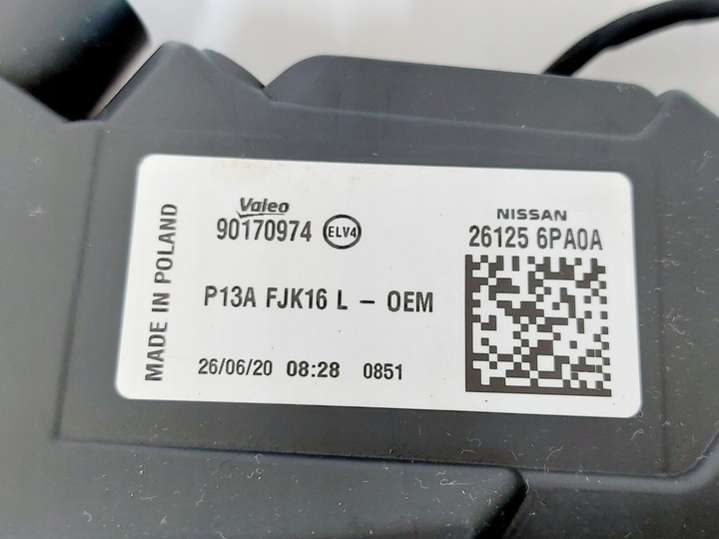 MADE IN POLAND
Valeo
90170974 ELV4
NISSAN
26125 6PA0A
P13A FJK16 L – OEM
26/06/20 08:28 0851